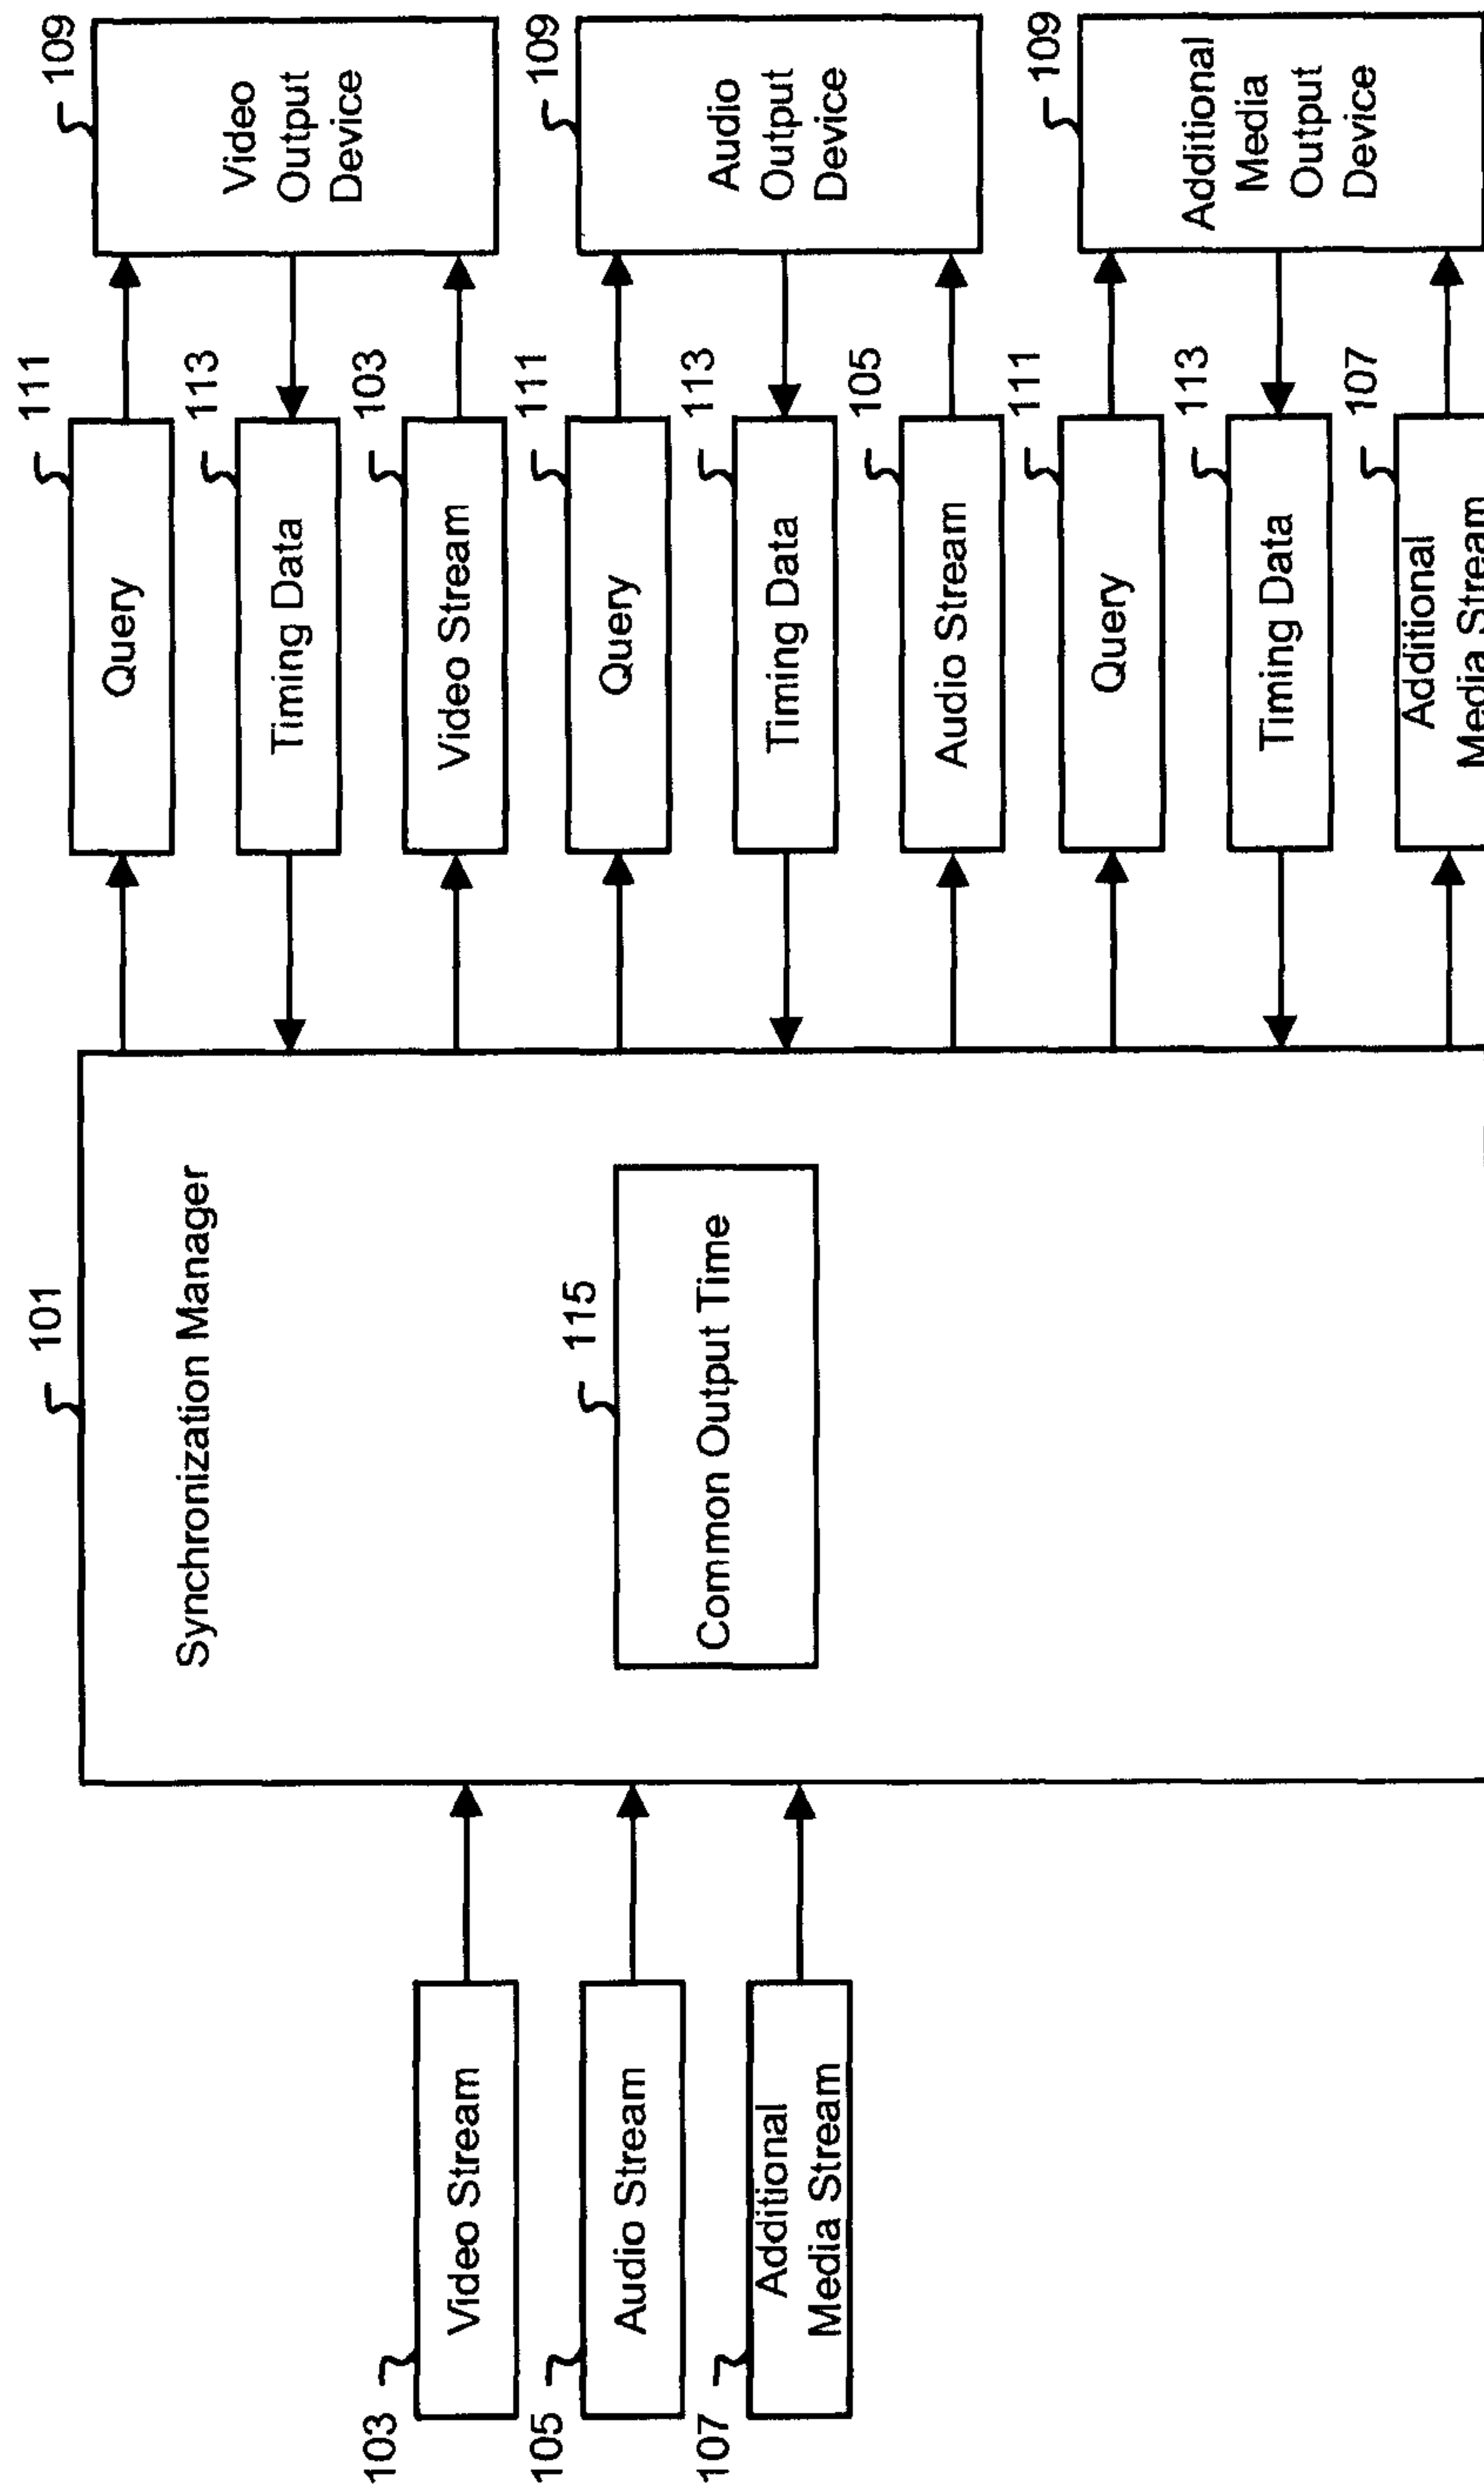 101
Synchronization Manager
115
Common Output Time
103
Video Stream
105
Audio Stream
107
Additional
Media Stream
111
Query
113
Timing Data
103
Video Stream
111
Query
113
Timing Data
105
Audio Stream
111
Query
113
Timing Data
107
Additional
Media Stream
109
Video
Output
Device
109
Audio
Output
Device
109
Additional
Media
Output
Device